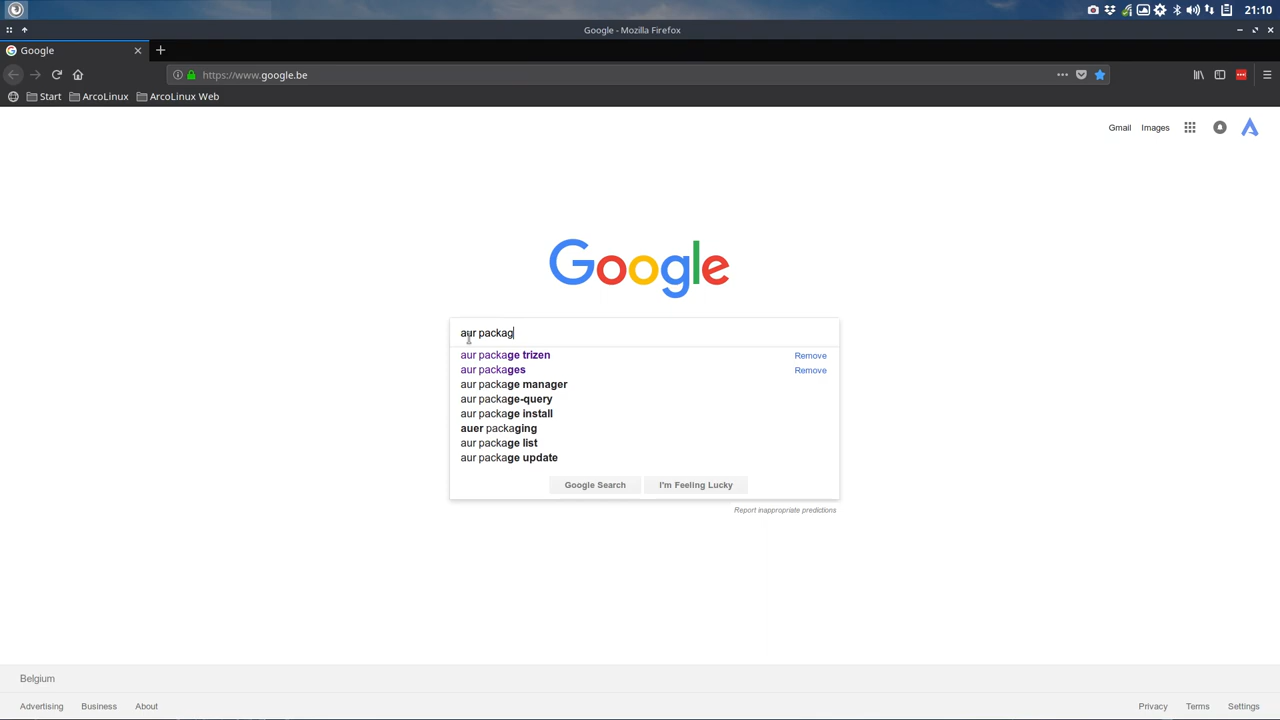 21:10
Google - Mozilla Firefox
Google
https://www.google.be
Start ArcoLinux ArcoLinux Web
Gmail Images
Google
aur packag
aur package trizen Remove
aur packages Remove
aur package manager
aur package-query
aur package install
auer packaging
aur package list
aur package update
Google Search I'm Feeling Lucky
Report inappropriate predictions
Belgium
Advertising Business About Privacy Terms Settings